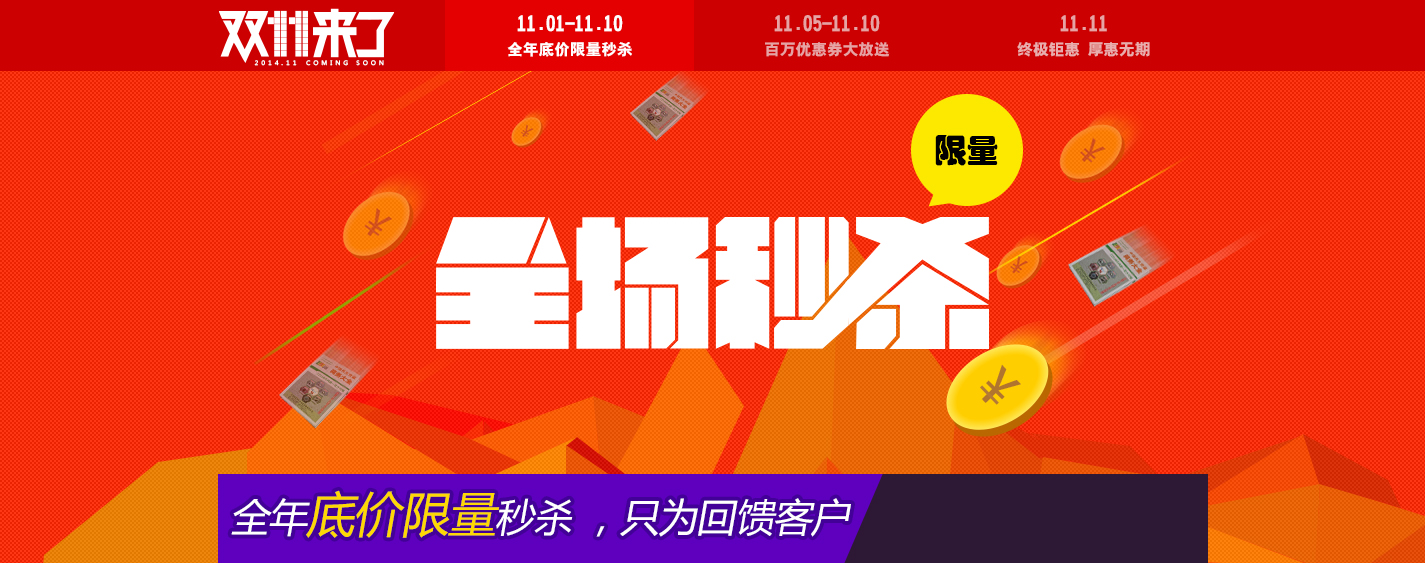 双11来了
2014.11 COMING SOON
11.01-11.10
全年底价限量秒杀
11.05-11.10
百万优惠券大放送
11.11
终极钜惠 厚惠无期
限量
全场秒杀
¥
¥
¥
¥
¥
全年底价限量秒杀，只为回馈客户